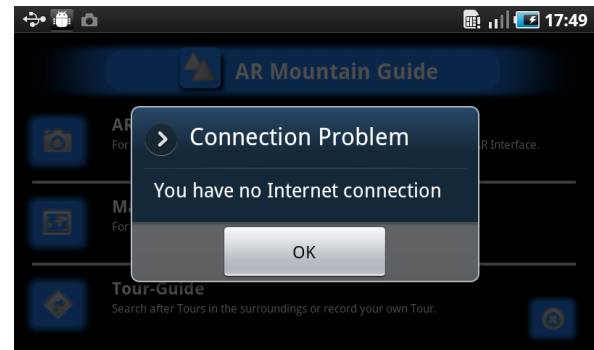 17:49
AR Mountain Guide
AR
For
R Interface.
Connection Problem
You have no Internet connection
OK
Ma
For
Tour-Guide
Search after Tours in the surroundings or record your own Tour.